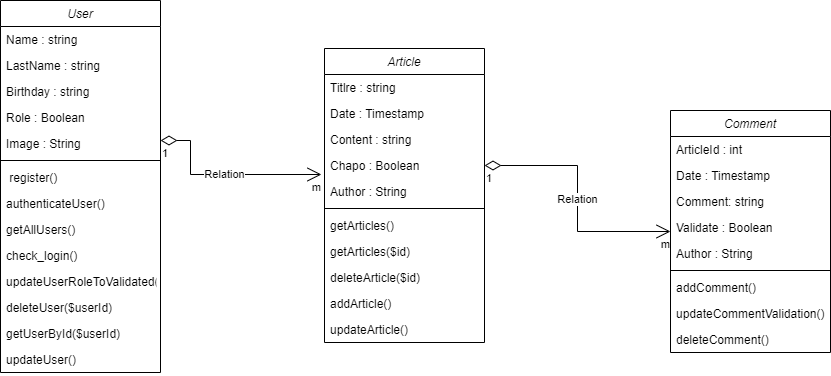 User
Name : string
LastName : string
Birthday : string
Role : Boolean
Image : String
register()
authenticateUser()
getAllUsers()
check_login()
updateUserRoleToValidated(
deleteUser($userId)
getUserById($userId)
updateUser()
1
Relation
m
Article
Titlre : string
Date : Timestamp
Content : string
Chapo : Boolean
Author : String
getArticles()
getArticles($id)
deleteArticle($id)
addArticle()
updateArticle()
1
Relation
m
Comment
ArticleId : int
Date : Timestamp
Comment: string
Validate : Boolean
Author : String
addComment()
updateCommentValidation()
deleteComment()